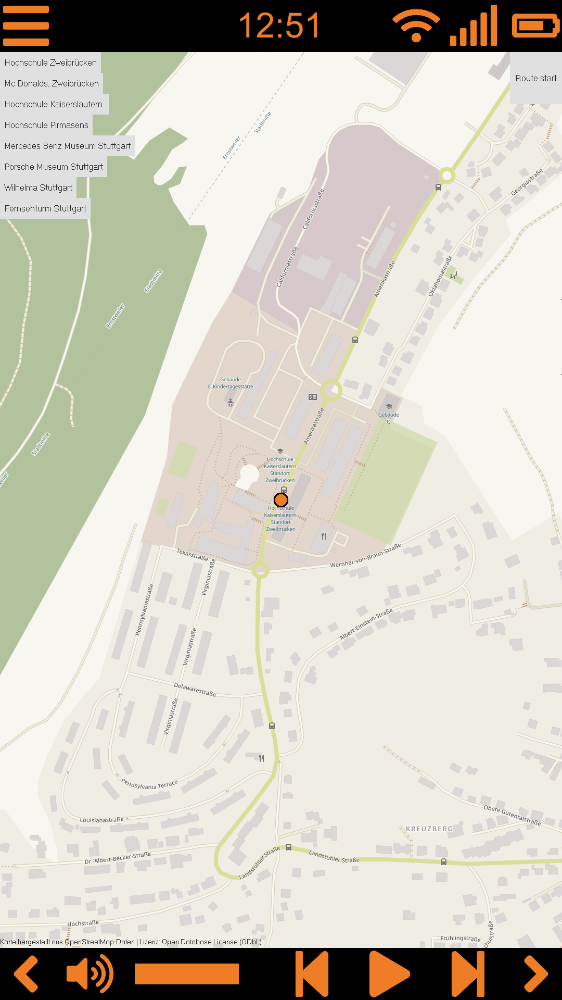 12:51
Hochschule Zweibrücken
Mc Donalds, Zweibrücken
Hochschule Kaiserslautern
Hochschule Pirmasens
Mercedes Benz Museum Stuttgart
Porsche Museum Stuttgart
Wilhelma Stuttgart
Fernsehturm Stuttgart
Route star
Stadtmitte
Ernstweiler
Georgiastraße
Californiastraße
Californiastraße
Amerikastraße
Oklahomastraße
Stadtmitte
Ernstweiler
Gebäude
E, Kindertagesstätte
Gebäude
Q
Amerikastraße
Stadtmitte
Hochschule
Kaiserslautern
Standort
Zweibrücken
weiler
Hochschule
Kaiserslautern,
Standort
Zweibrücken
Texasstraße
Wernher-von-Braun-Straße
Virginiastraße
Pennsylvaniastraße
Albert-Einstein-Straße
Virginiastraße
Delawarestraße
Virginiastraße
Pennsylvania Terrace
Louisianastraße
Obere Gutentalstraße
KREUZBERG
Dr.-Albert-Becker-Straße
Landstuhler Straße
Landstuhler Straße
Hochstraße
Frühlingstraße
chulstraße
Karte hergestellt aus OpenStreetMap-Daten | Lizenz: Open Database License (ODbL)